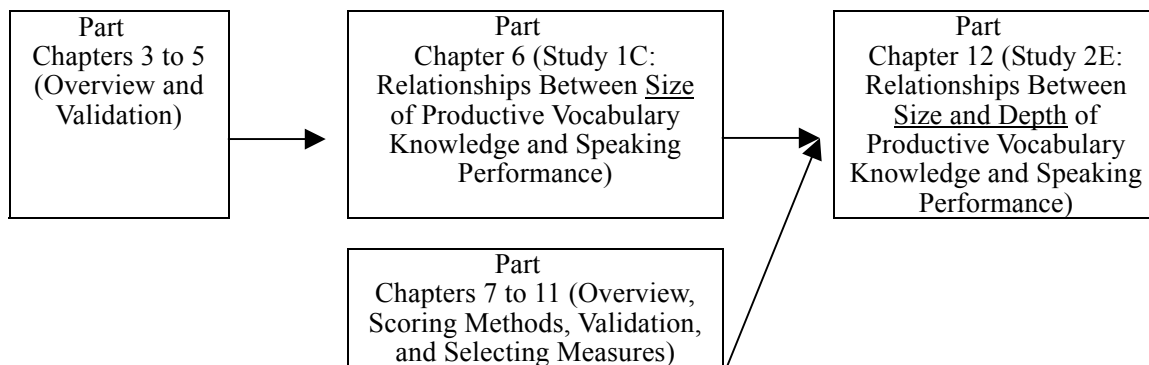 Part
Chapters 3 to 5
(Overview and
Validation)
Part
Chapter 6 (Study 1C:
Relationships Between Size
of Productive Vocabulary
Knowledge and Speaking
Performance)
Part
Chapter 12 (Study 2E:
Relationships Between
Size and Depth of
Productive Vocabulary
Knowledge and Speaking
Performance)
Part
Chapters 7 to 11 (Overview,
Scoring Methods, Validation,
and Selecting Measures)